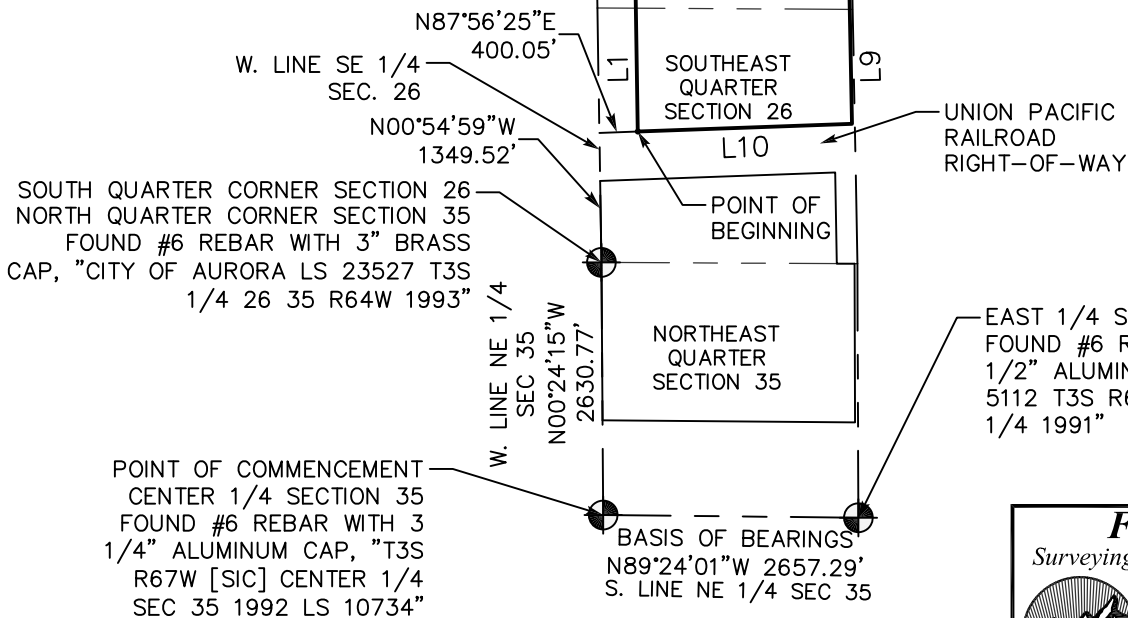 N87°56'25"E
400.05'
W. LINE SE 1/4
SEC. 26
L1
SOUTHEAST
QUARTER
SECTION 26
L9
N00°54'59"W
1349.52'
L10
UNION PACIFIC
RAILROAD
RIGHT-OF-WAY
SOUTH QUARTER CORNER SECTION 26
NORTH QUARTER CORNER SECTION 35
FOUND #6 REBAR WITH 3" BRASS
CAP, "CITY OF AURORA LS 23527 T3S
1/4 26 35 R64W 1993"
POINT OF
BEGINNING
W. LINE NE 1/4
SEC 35
N00°24'15"W
2630.77'
NORTHEAST
QUARTER
SECTION 35
EAST 1/4 S
FOUND #6 R
1/2" ALUMIN
5112 T3S R6
1/4 1991"
POINT OF COMMENCEMENT
CENTER 1/4 SECTION 35
FOUND #6 REBAR WITH 3
1/4" ALUMINUM CAP, "T3S
R67W [SIC] CENTER 1/4
SEC 35 1992 LS 10734"
BASIS OF BEARINGS
N89°24'01"W 2657.29'
S. LINE NE 1/4 SEC 35
F
Surveying